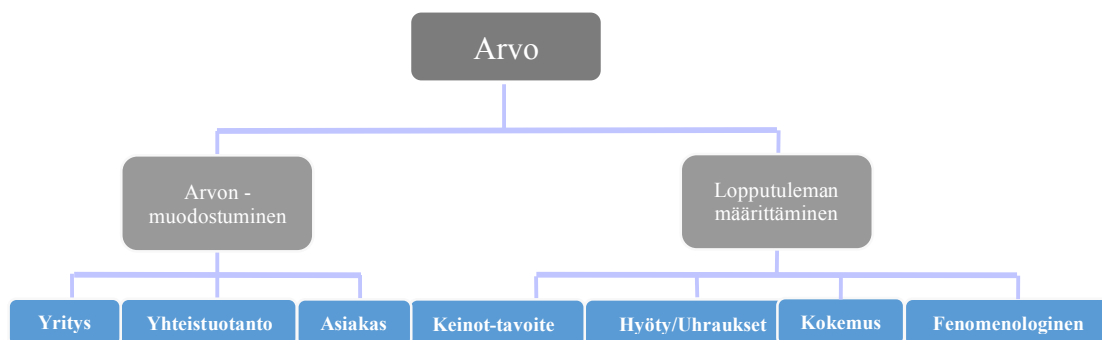 Arvo
Arvon -
muodostuminen
Lopputuleman
määrittäminen
Yritys
Yhteistuotanto
Asiakas
Keinot-tavoite
Hyöty/Uhraukset
Kokemus
Fenomenologinen